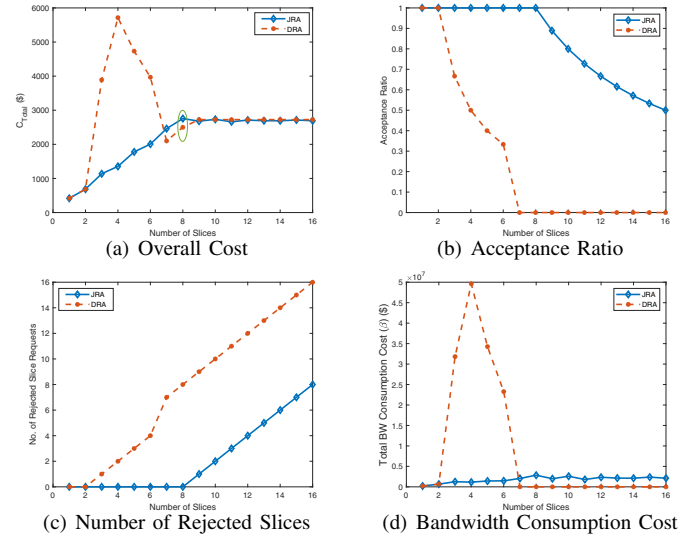 6000
5000
4000
3000
2000
1000
0
C_Total ($)
0 2 4 6 8 10 12 14 16
Number of Slices
JRA
DRA
(a) Overall Cost
1
0.9
0.8
0.7
0.6
0.5
0.4
0.3
0.2
0.1
0
Acceptance Ratio
0 2 4 6 8 10 12 14 16
Number of Slices
JRA
DRA
(b) Acceptance Ratio
16
14
12
10
8
6
4
2
0
No. of Rejected Slice Requests
0 2 4 6 8 10 12 14 16
Number of Slices
JRA
DRA
(c) Number of Rejected Slices
×10^7
5
4.5
4
3.5
3
2.5
2
1.5
1
0.5
0
Total BW Consumption Cost (β) ($)
0 2 4 6 8 10 12 14 16
Number of Slices
JRA
DRA
(d) Bandwidth Consumption Cost